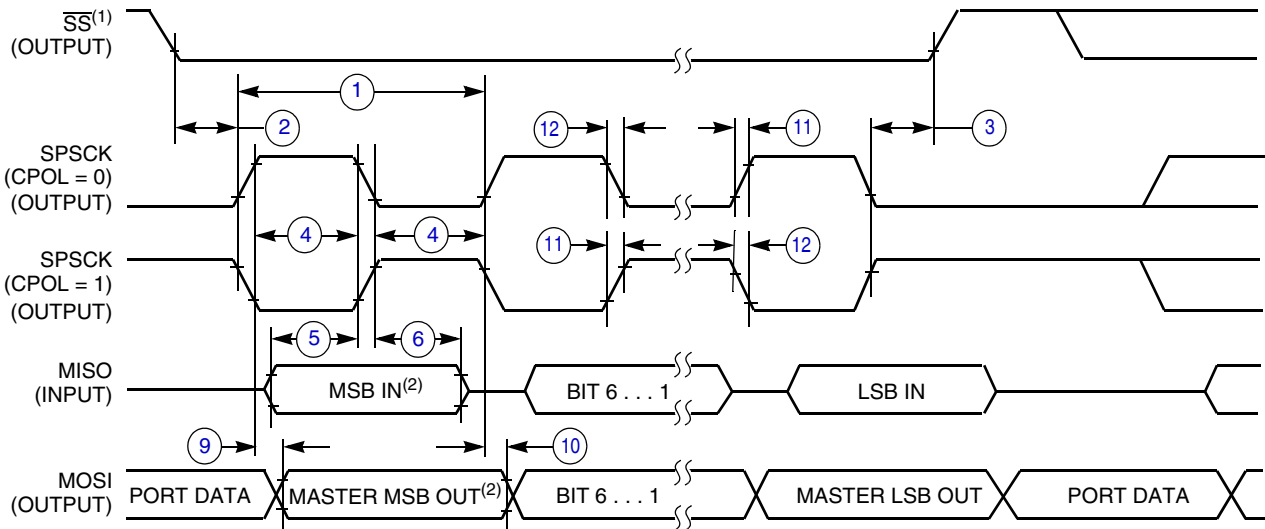 SS(1)
(OUTPUT)
1
2
12
11
3
SPSCK
(CPOL = 0)
(OUTPUT)
4
4
SPSCK
(CPOL = 1)
(OUTPUT)
11
12
5
6
MISO
(INPUT)
MSB IN(2)
BIT 6 . . . 1
LSB IN
9
10
MOSI
(OUTPUT)
PORT DATA
MASTER MSB OUT(2)
BIT 6 . . . 1
MASTER LSB OUT
PORT DATA